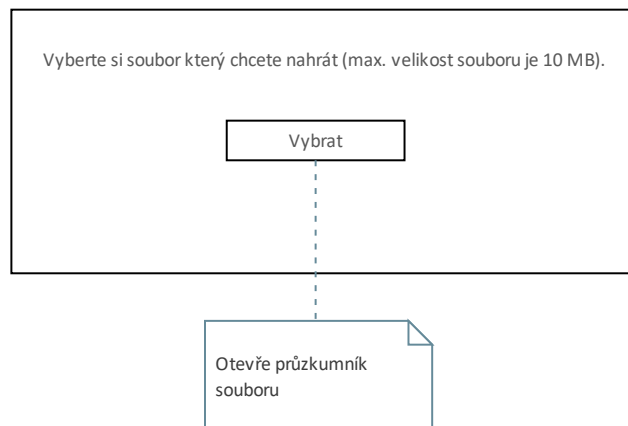 Vyberte si soubor který chcete nahrát (max. velikost souboru je 10 MB).
Vybrat
Otevře průzkumník
souboru